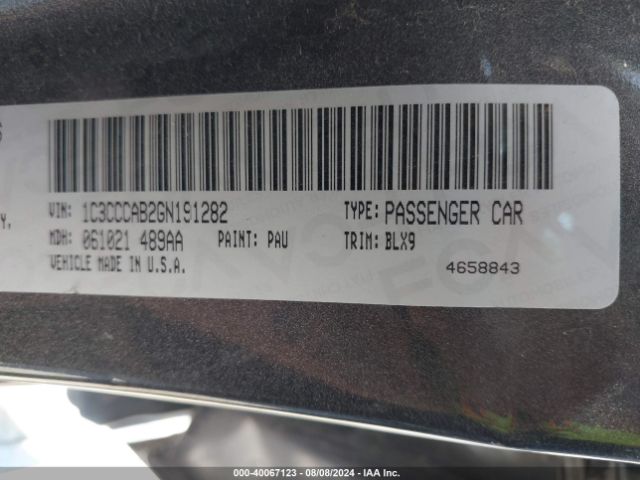 VIN: 1C3CCCAB2GN191282 TYPE: PASSENGER CAR
MDH: 061021 489AA PAINT: PAU TRIM: BLX9
VEHICLE MADE IN U.S.A. 4658843
000-40067123 - 08/08/2024 - IAAI Inc.